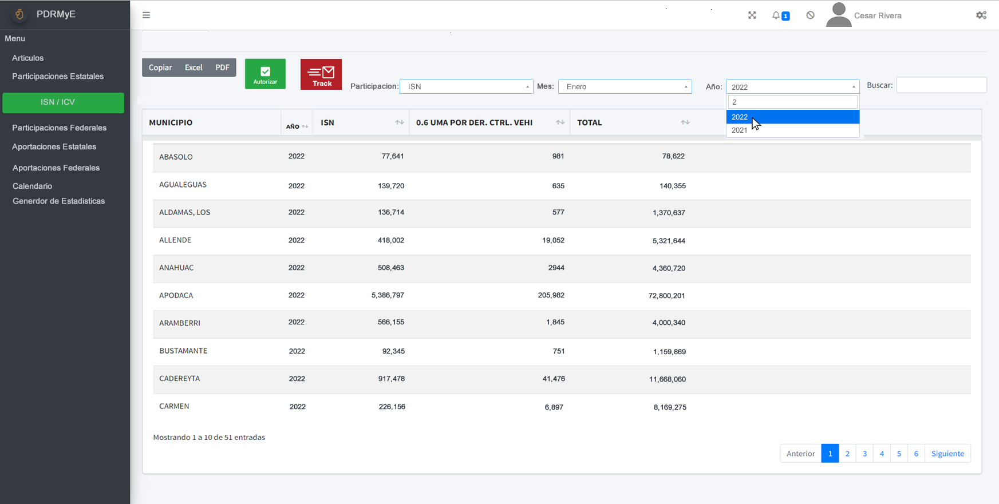 PDRMyE
1
Cesar Rivera
Menu
Articulos
Participaciones Estatales
ISN / ICV
Participaciones Federales
Aportaciones Estatales
Aportaciones Federales
Calendario
Generdor de Estadisticas
Copiar Excel PDF
Autorizar
Track
Participacion: ISN
Mes: Enero
Año: 2022
2
2022
2021
Buscar:
MUNICIPIO AÑO ISN 0.6 UMA POR DER. CTRL. VEHI TOTAL
ABASOLO 2022 77,641 981 78,622
AGUALEGUAS 2022 139,720 635 140,355
ALDAMAS, LOS 2022 136,714 577 1,370,637
ALLENDE 2022 418,002 19,052 5,321,644
ANAHUAC 2022 508,463 2944 4,360,720
APODACA 2022 5,386,797 205,982 72,800,201
ARAMBERRI 2022 566,155 1,845 4,000,340
BUSTAMANTE 2022 92,345 751 1,159,869
CADEREYTA 2022 917,478 41,476 11,668,060
CARMEN 2022 226,156 6,897 8,169,275
Mostrando 1 a 10 de 51 entradas
Anterior 1 2 3 4 5 6 Siguiente